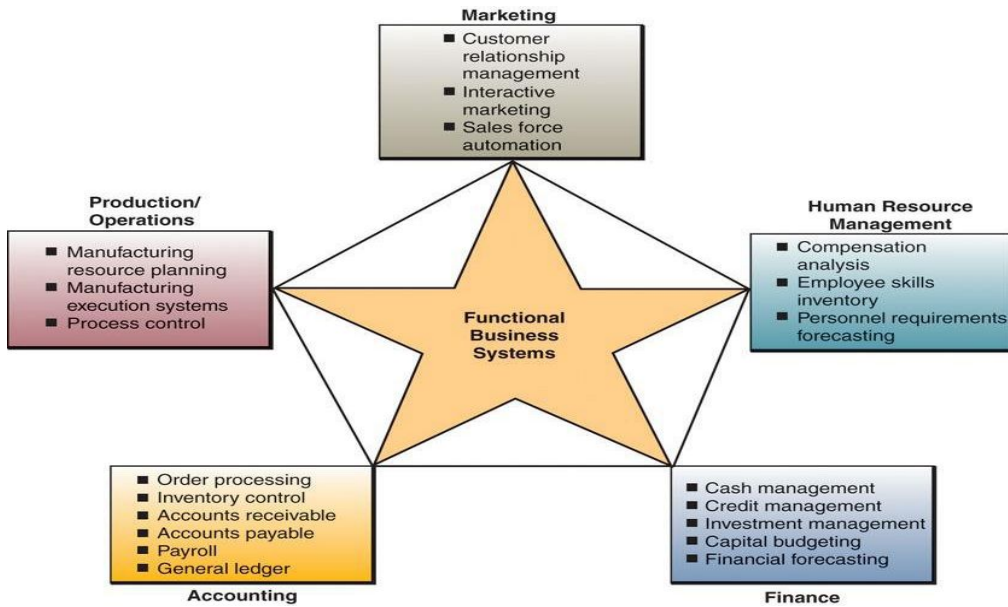 Marketing
■ Customer
relationship
management
■ Interactive
marketing
■ Sales force
automation
Production/
Operations
■ Manufacturing
resource planning
■ Manufacturing
execution systems
■ Process control
Human Resource
Management
■ Compensation
analysis
■ Employee skills
inventory
■ Personnel requirements
forecasting
Functional
Business
Systems
■ Order processing
■ Inventory control
■ Accounts receivable
■ Accounts payable
■ Payroll
■ General ledger
Accounting
■ Cash management
■ Credit management
■ Investment management
■ Capital budgeting
■ Financial forecasting
Finance